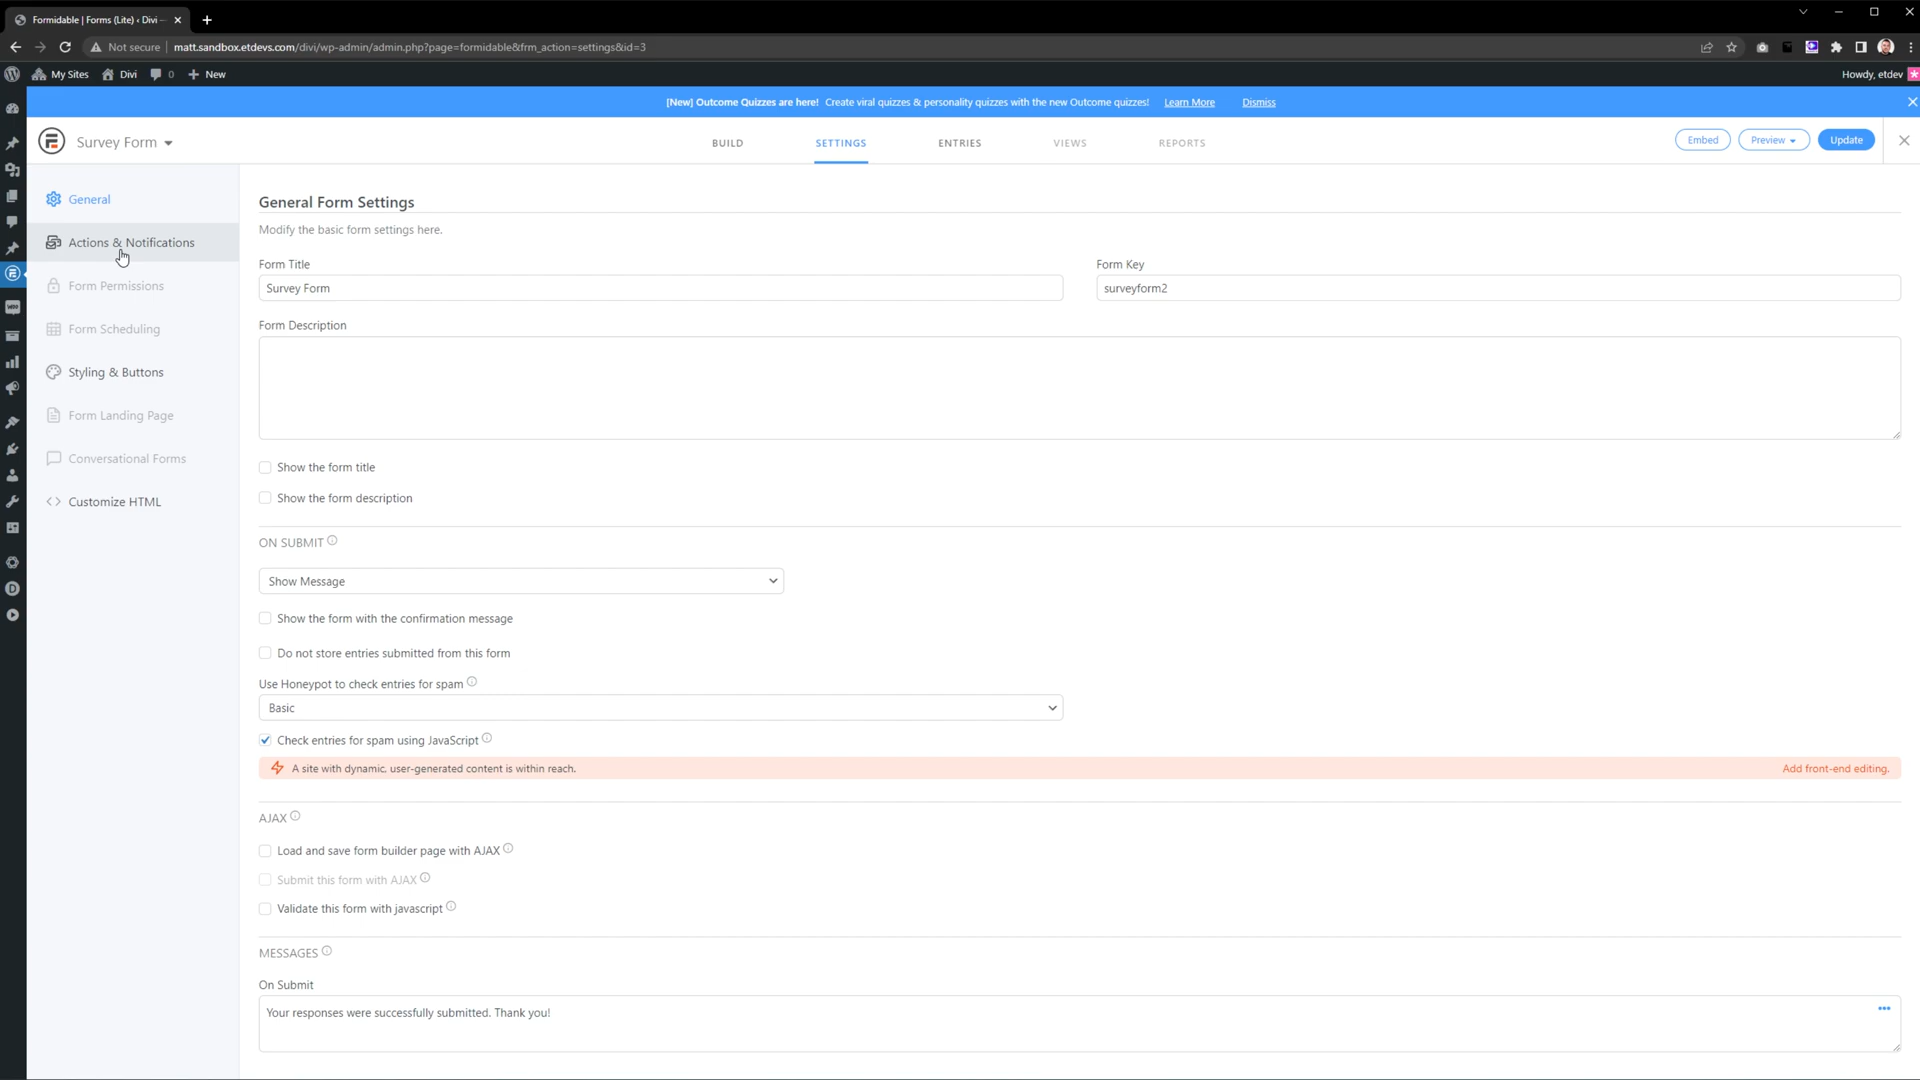 Formidable | Forms (Lite) ‹ Divi —
Not secure
matt.sandbox.etdevs.com/divi/wp-admin/admin.php?page=formidable&frm_action=settings&id=3
My Sites
Divi
0
New
Howdy, etdev
[New] Outcome Quizzes are here! Create viral quizzes & personality quizzes with the new Outcome quizzes! Learn More Dismiss
Survey Form
BUILD
SETTINGS
ENTRIES
VIEWS
REPORTS
Embed
Preview
Update
General
Actions & Notifications
Form Permissions
Form Scheduling
Styling & Buttons
Form Landing Page
Conversational Forms
Customize HTML
General Form Settings
Modify the basic form settings here.
Form Title
Survey Form
Form Key
surveyform2
Form Description
Show the form title
Show the form description
ON SUBMIT
Show Message
Show the form with the confirmation message
Do not store entries submitted from this form
Use Honeypot to check entries for spam
Basic
Check entries for spam using JavaScript
A site with dynamic, user-generated content is within reach.
Add front-end editing.
AJAX
Load and save form builder page with AJAX
Submit this form with AJAX
Validate this form with javascript
MESSAGES
On Submit
Your responses were successfully submitted. Thank you!